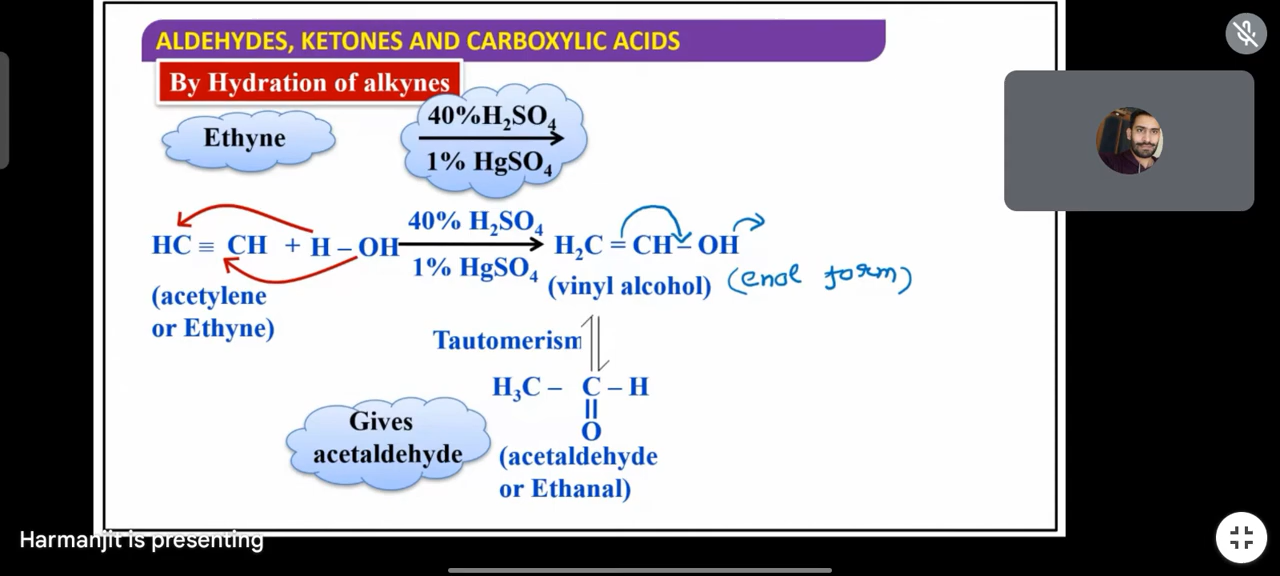 ALDEHYDES, KETONES AND CARBOXYLIC ACIDS
By Hydration of alkynes
Ethyne
40%H₂SO₄
1% HgSO₄
40% H₂SO₄
HC ≡ CH + H – OH H₂C = CH – OH
1% HgSO₄
(vinyl alcohol) (enol form)
(acetylene
or Ethyne)
Tautomerism
H₃C – C – H
||
O
Gives
acetaldehyde
(acetaldehyde
or Ethanal)
Harmanjit is presenting